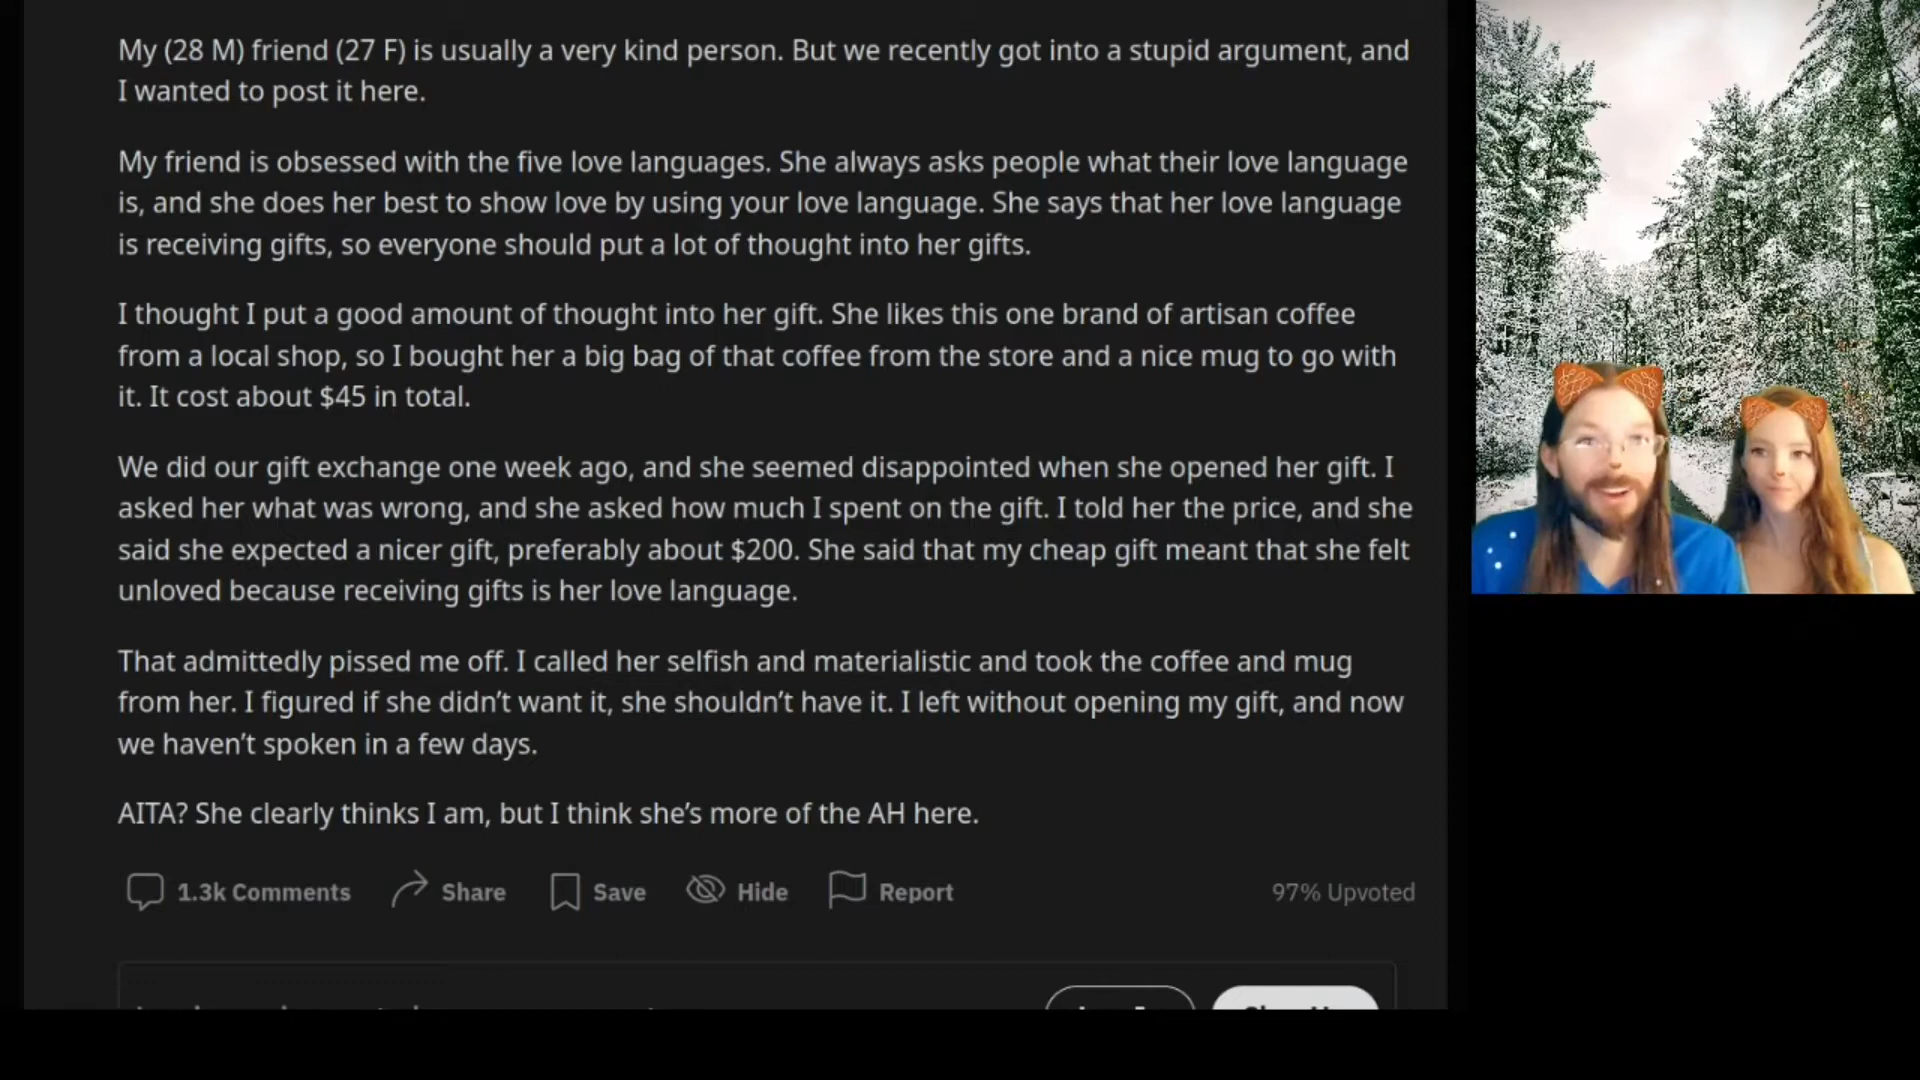 My (28 M) friend (27 F) is usually a very kind person. But we recently got into a stupid argument, and
I wanted to post it here.
My friend is obsessed with the five love languages. She always asks people what their love language
is, and she does her best to show love by using your love language. She says that her love language
is receiving gifts, so everyone should put a lot of thought into her gifts.
I thought I put a good amount of thought into her gift. She likes this one brand of artisan coffee
from a local shop, so I bought her a big bag of that coffee from the store and a nice mug to go with
it. It cost about $45 in total.
We did our gift exchange one week ago, and she seemed disappointed when she opened her gift. I
asked her what was wrong, and she asked how much I spent on the gift. I told her the price, and she
said she expected a nicer gift, preferably about $200. She said that my cheap gift meant that she felt
unloved because receiving gifts is her love language.
That admittedly pissed me off. I called her selfish and materialistic and took the coffee and mug
from her. I figured if she didn’t want it, she shouldn’t have it. I left without opening my gift, and now
we haven’t spoken in a few days.
AITA? She clearly thinks I am, but I think she’s more of the AH here.
1.3k Comments Share Save Hide Report 97% Upvoted